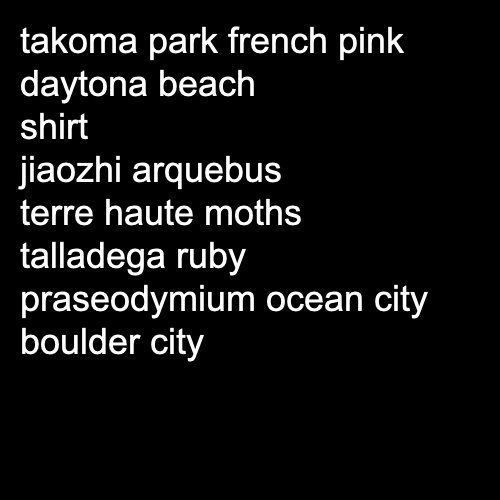 takoma park french pink
daytona beach
shirt
jiaozhi arquebus
terre haute moths
talladega ruby
praseodymium ocean city
boulder city